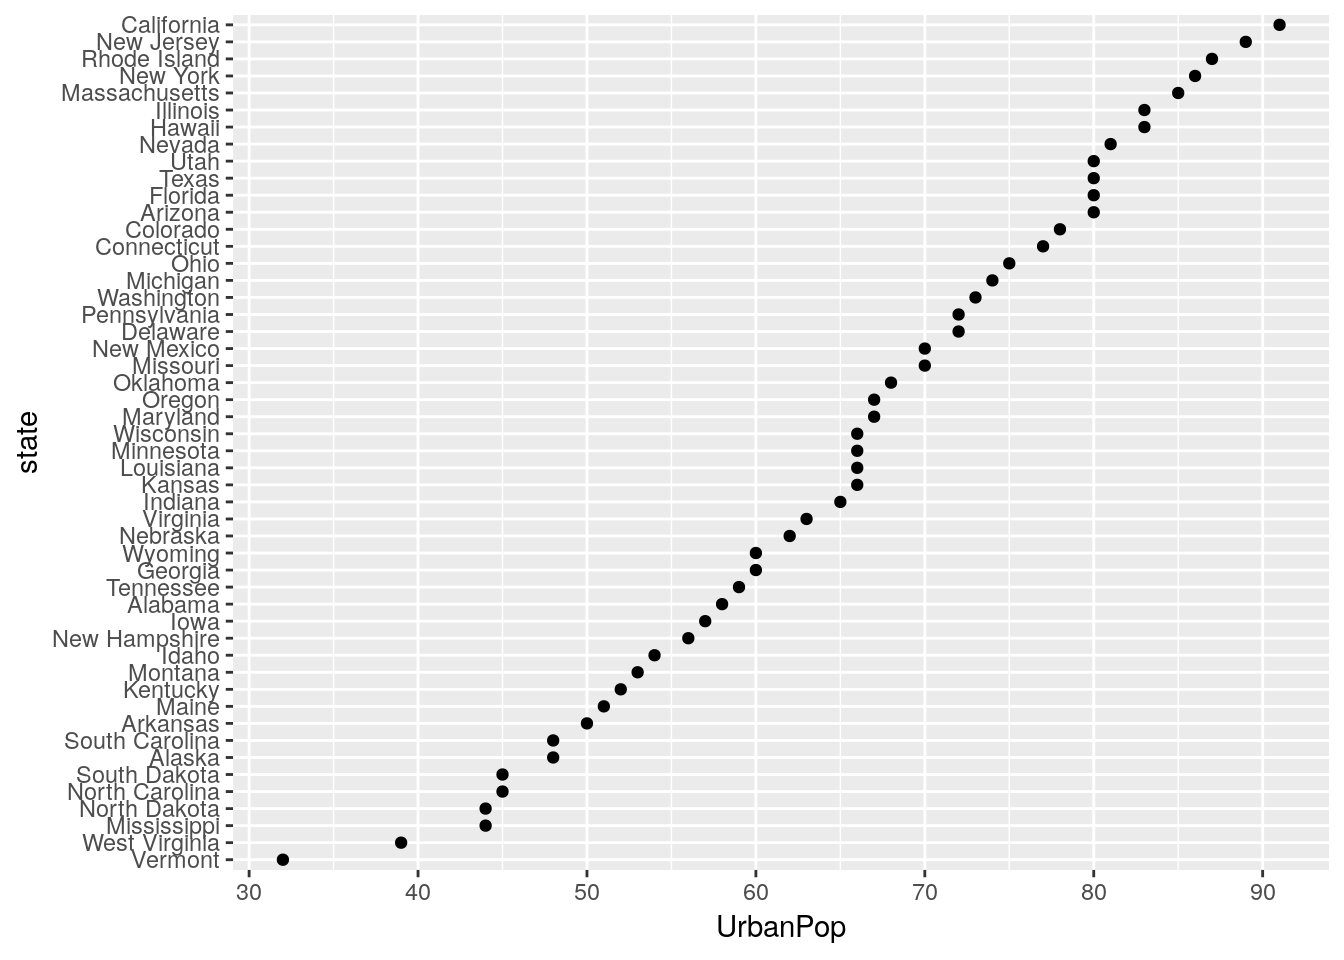 California
New Jersey
Rhode Island
New York
Massachusetts
Illinois
Hawaii
Nevada
Utah
Texas
Florida
Arizona
Colorado
Connecticut
Ohio
Michigan
Washington
Pennsylvania
Delaware
New Mexico
Missouri
Oklahoma
Oregon
Maryland
Wisconsin
Minnesota
Louisiana
Kansas
Indiana
Virginia
Nebraska
Wyoming
Georgia
Tennessee
Alabama
Iowa
New Hampshire
Idaho
Montana
Kentucky
Maine
Arkansas
South Carolina
Alaska
South Dakota
North Carolina
North Dakota
Mississippi
West Virginia
Vermont
state
30 40 50 60 70 80 90
UrbanPop